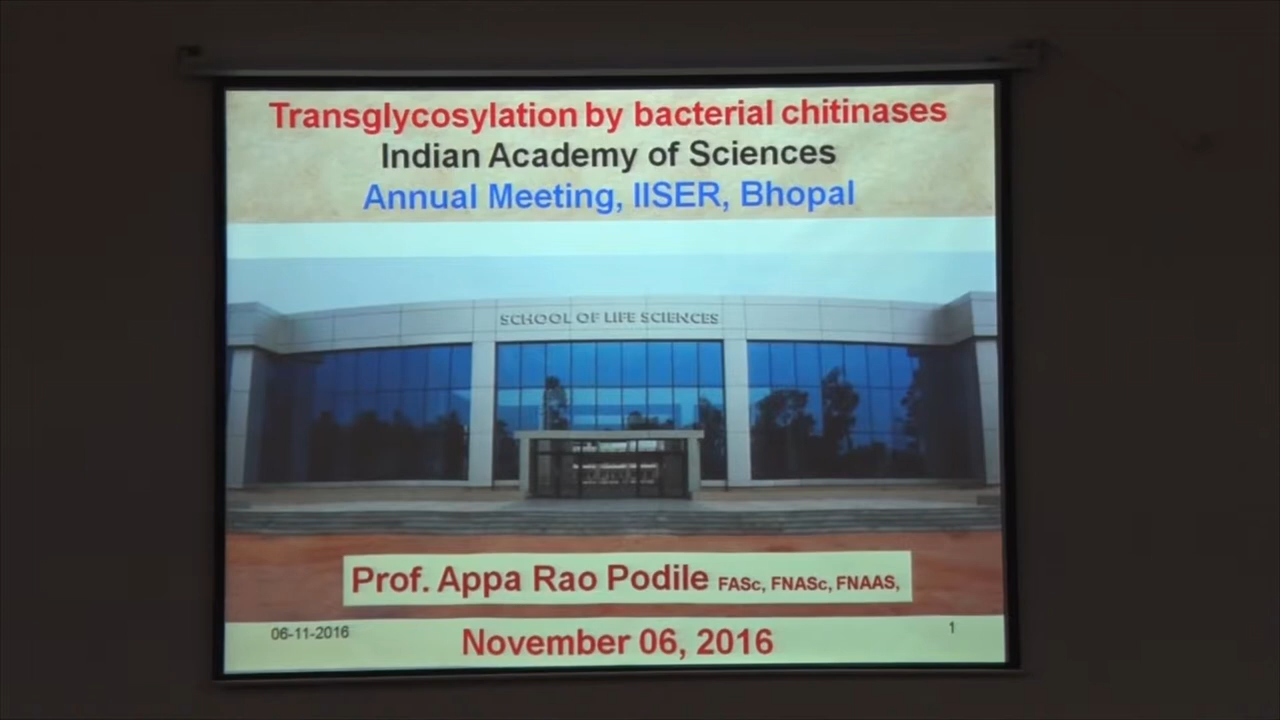 Transglycosylation by bacterial chitinases
Indian Academy of Sciences
Annual Meeting, IISER, Bhopal
SCHOOL OF LIFE SCIENCES
Prof. Appa Rao Podile FASc, FNASc, FNAAS,
06-11-2016
November 06, 2016
1